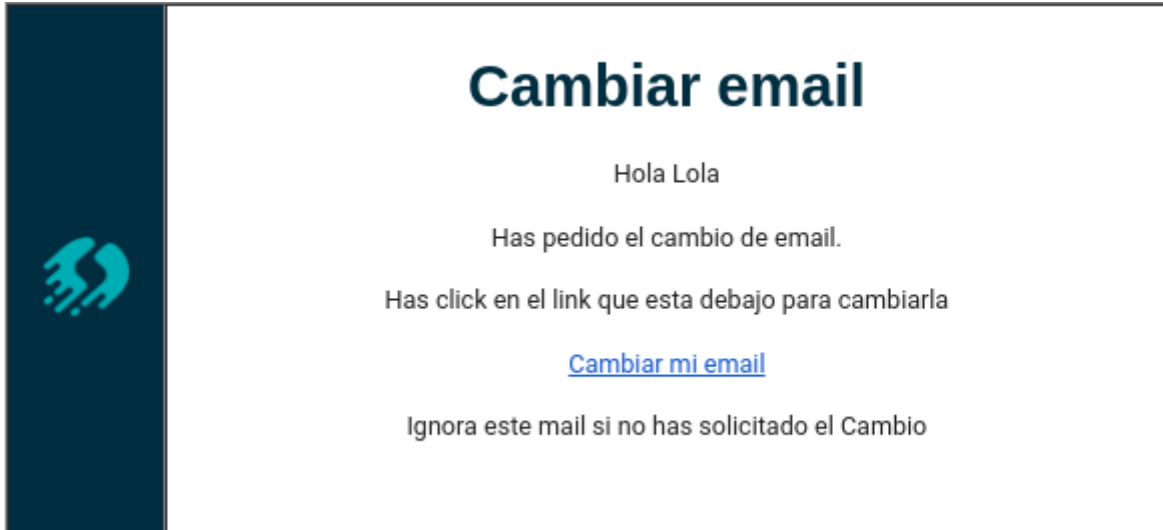 Cambiar email
Hola Lola
Has pedido el cambio de email.
Has click en el link que esta debajo para cambiarla
Cambiar mi email
Ignora este mail si no has solicitado el Cambio